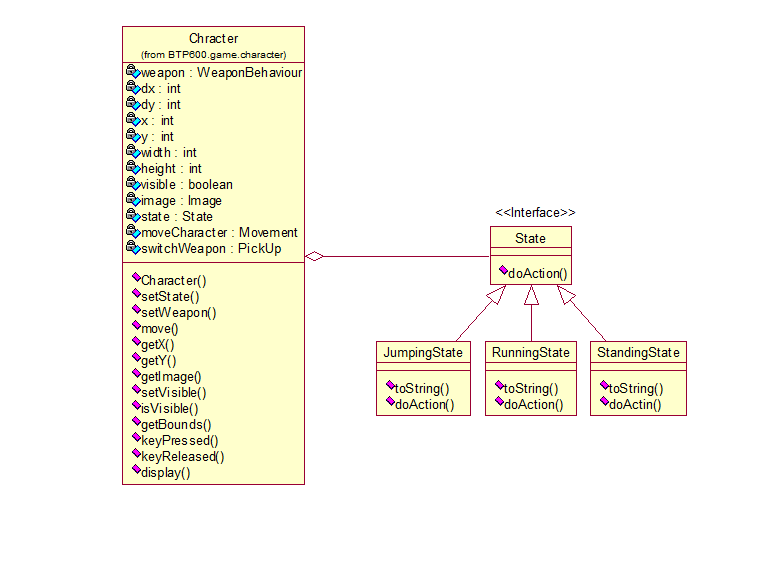 Chracter
(from BTP600.game.character)
weapon : WeaponBehaviour
dx : int
dy : int
x : int
y : int
width : int
height : int
visible : boolean
image : Image
state : State
moveCharacter : Movement
switchWeapon : PickUp
Character()
setState()
setWeapon()
move()
getX()
getY()
getImage()
setVisible()
isVisible()
getBounds()
keyPressed()
keyReleased()
display()
<<Interface>>
State
doAction()
JumpingState
toString()
doAction()
RunningState
toString()
doAction()
StandingState
toString()
doActin()